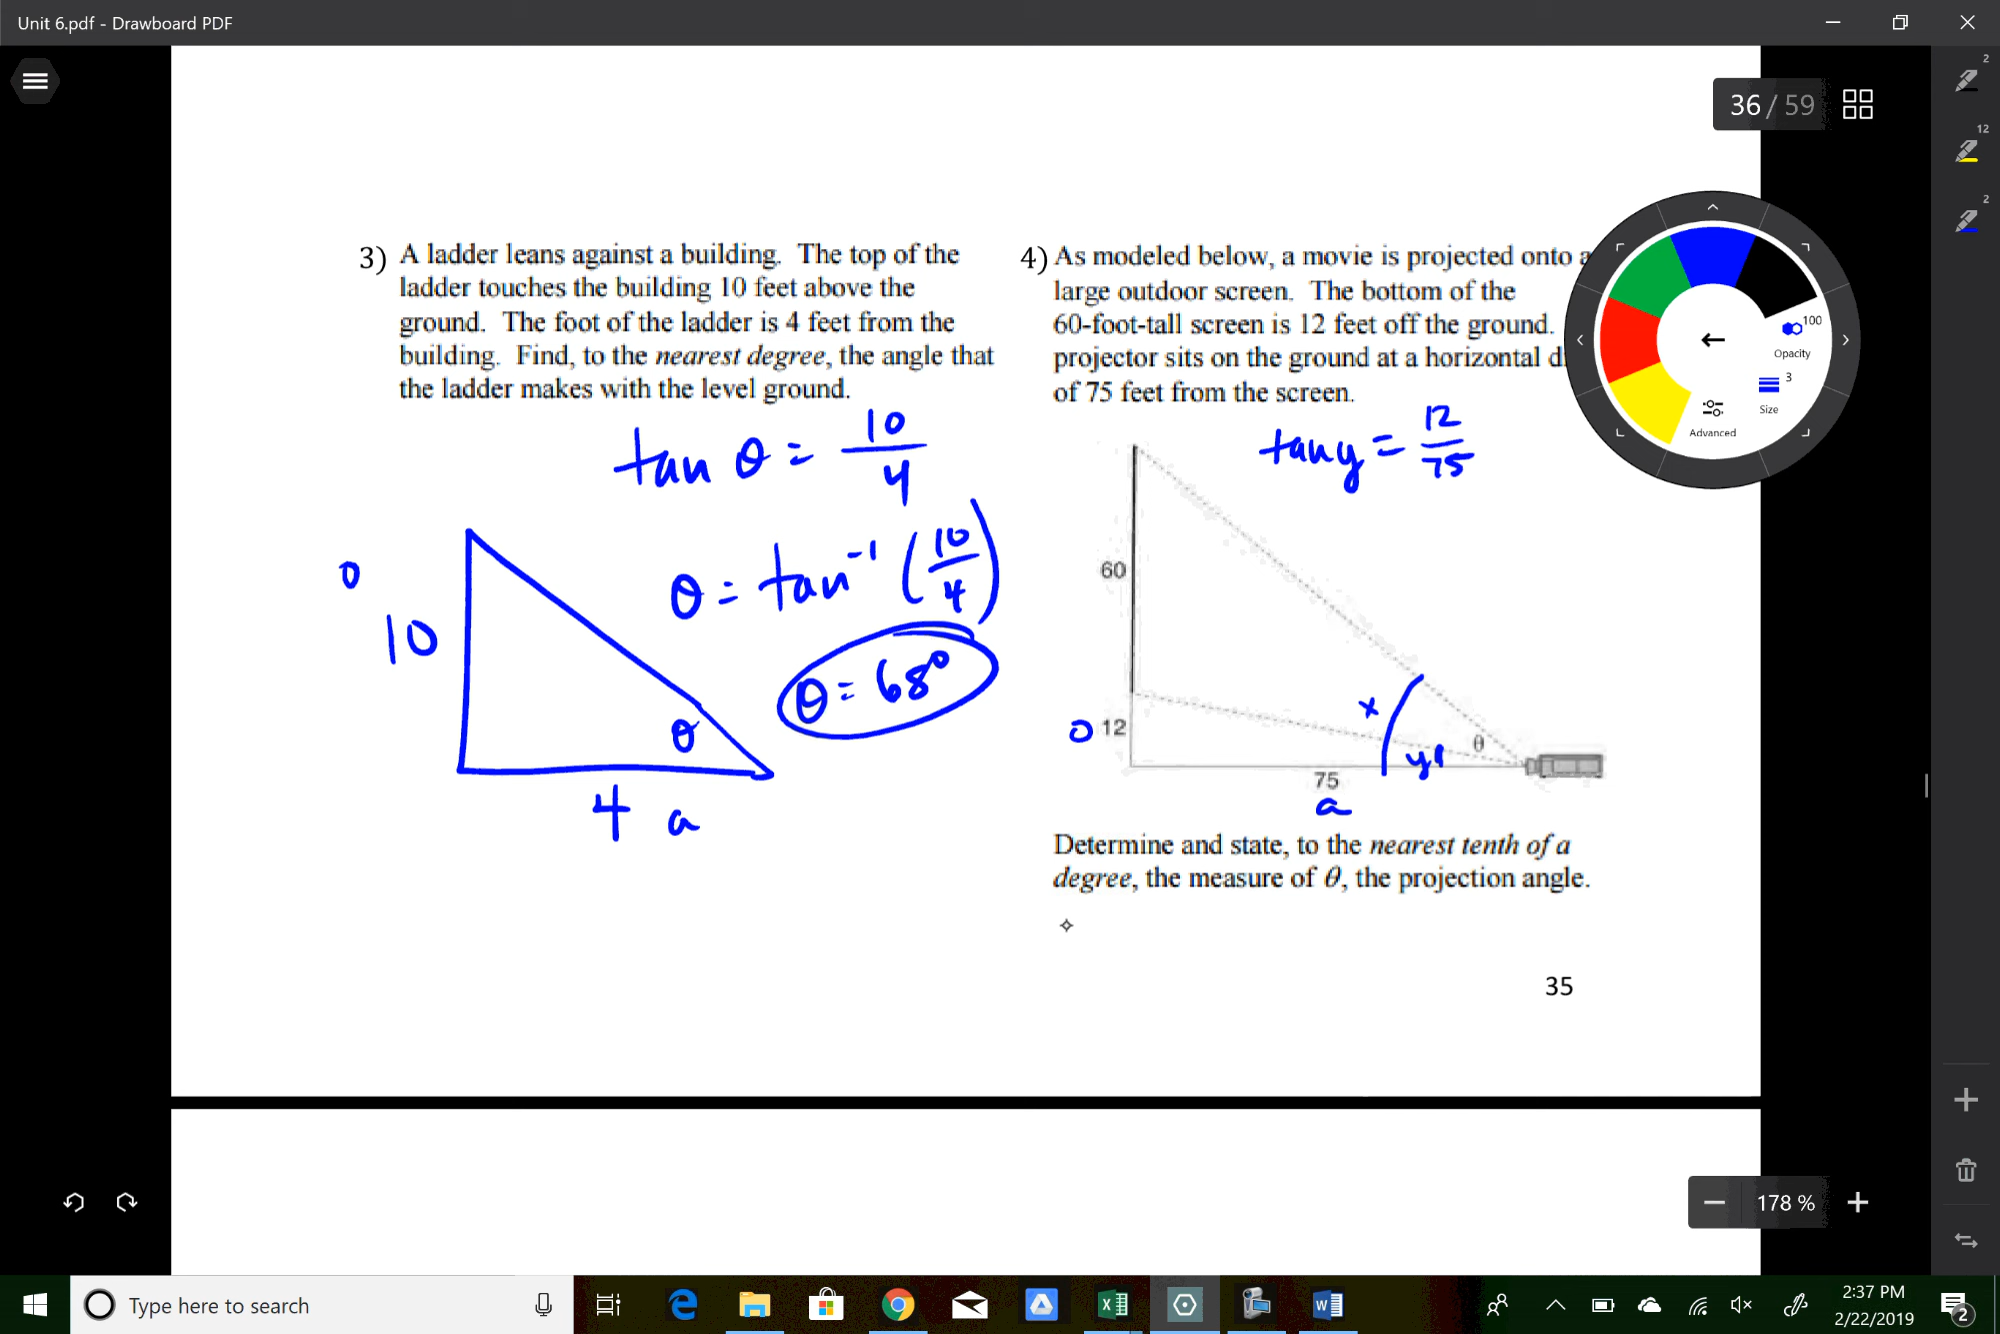 Unit 6.pdf - Drawboard PDF
36 / 59
2
12
2
3) A ladder leans against a building. The top of the
ladder touches the building 10 feet above the
ground. The foot of the ladder is 4 feet from the
building. Find, to the nearest degree, the angle that
the ladder makes with the level ground.
tan θ = 10/4
θ = tan⁻¹ (10/4)
θ = 68°
o
10
θ
4 a
4) As modeled below, a movie is projected onto a
large outdoor screen. The bottom of the
60-foot-tall screen is 12 feet off the ground.
projector sits on the ground at a horizontal d
of 75 feet from the screen.
tan y = 12/75
60
x
o 12
y
θ
75
a
Determine and state, to the nearest tenth of a
degree, the measure of θ, the projection angle.
35
100
Opacity
3
Size
Advanced
178 %
Type here to search
2:37 PM
2/22/2019
2